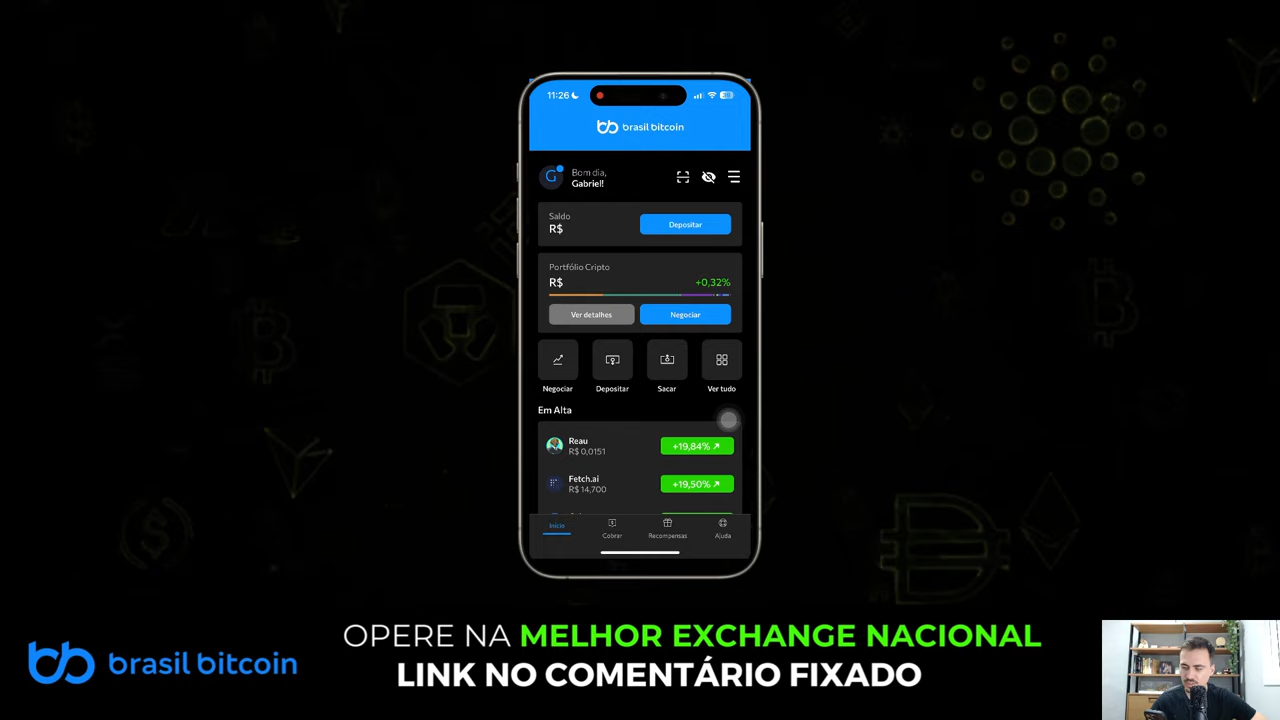 11:26
brasil bitcoin
G
Bom dia,
Gabriel!
Saldo
R$
Depositar
Portfólio Cripto
R$
+0,32%
Ver detalhes
Negociar
Negociar
Depositar
Sacar
Ver tudo
Em Alta
Reau
R$ 0,0151
+19,84%
Fetch.ai
R$ 14,700
+19,50%
Início
Cobrar
Recompensas
Ajuda
OPERE NA MELHOR EXCHANGE NACIONAL
LINK NO COMENTÁRIO FIXADO
brasil bitcoin